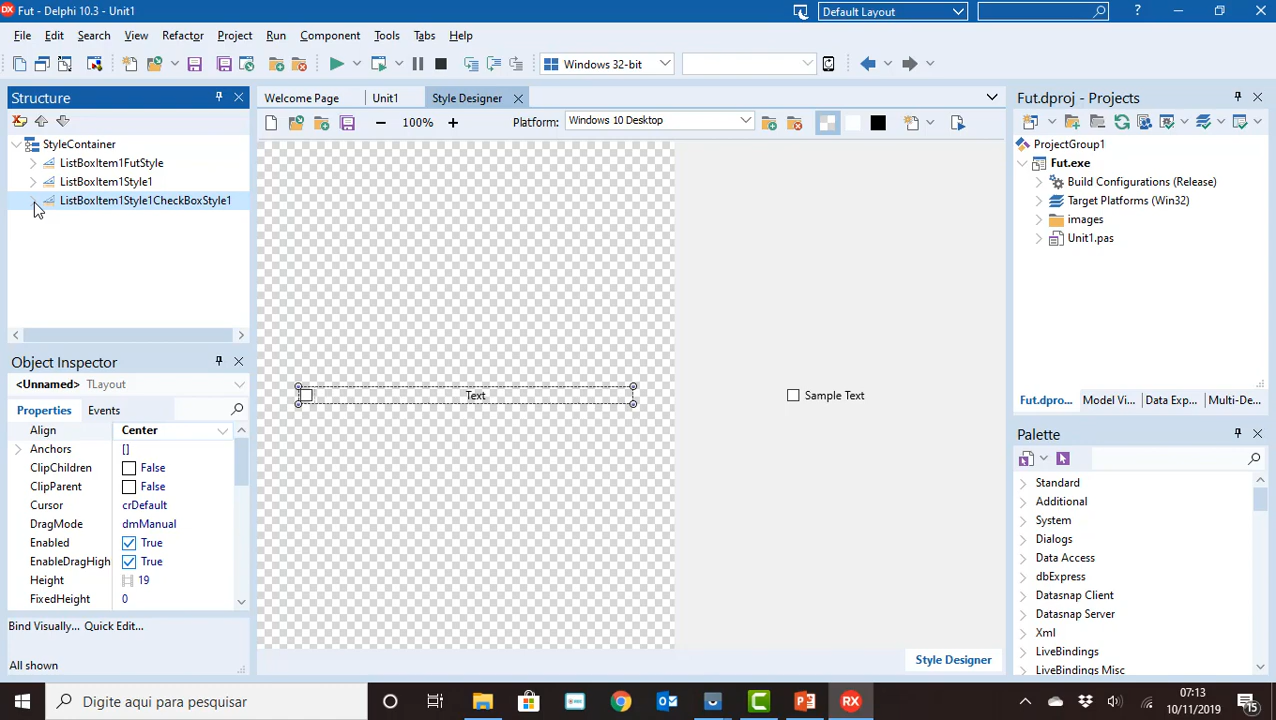 Fut - Delphi 10.3 - Unit1
Default Layout
File Edit Search View Refactor Project Run Component Tools Tabs Help
Windows 32-bit
Structure
Welcome Page Unit1 Style Designer
Fut.dproj - Projects
100% Platform: Windows 10 Desktop
StyleContainer
ListBoxItem1FutStyle
ListBoxItem1Style1
ListBoxItem1Style1CheckBoxStyle1
ProjectGroup1
Fut.exe
Build Configurations (Release)
Target Platforms (Win32)
images
Unit1.pas
Object Inspector
<Unnamed> TLayout
Properties Events
Align Center
Anchors []
ClipChildren False
ClipParent False
Cursor crDefault
DragMode dmManual
Enabled True
EnableDragHigh True
Height 19
FixedHeight 0
Bind Visually... Quick Edit...
All shown
Text
Sample Text
Style Designer
Fut.dpro... Model Vi... Data Exp... Multi-De...
Palette
Standard
Additional
System
Dialogs
Data Access
dbExpress
Datasnap Client
Datasnap Server
Xml
LiveBindings
LiveBindings Misc
Digite aqui para pesquisar
07:13
10/11/2019
15